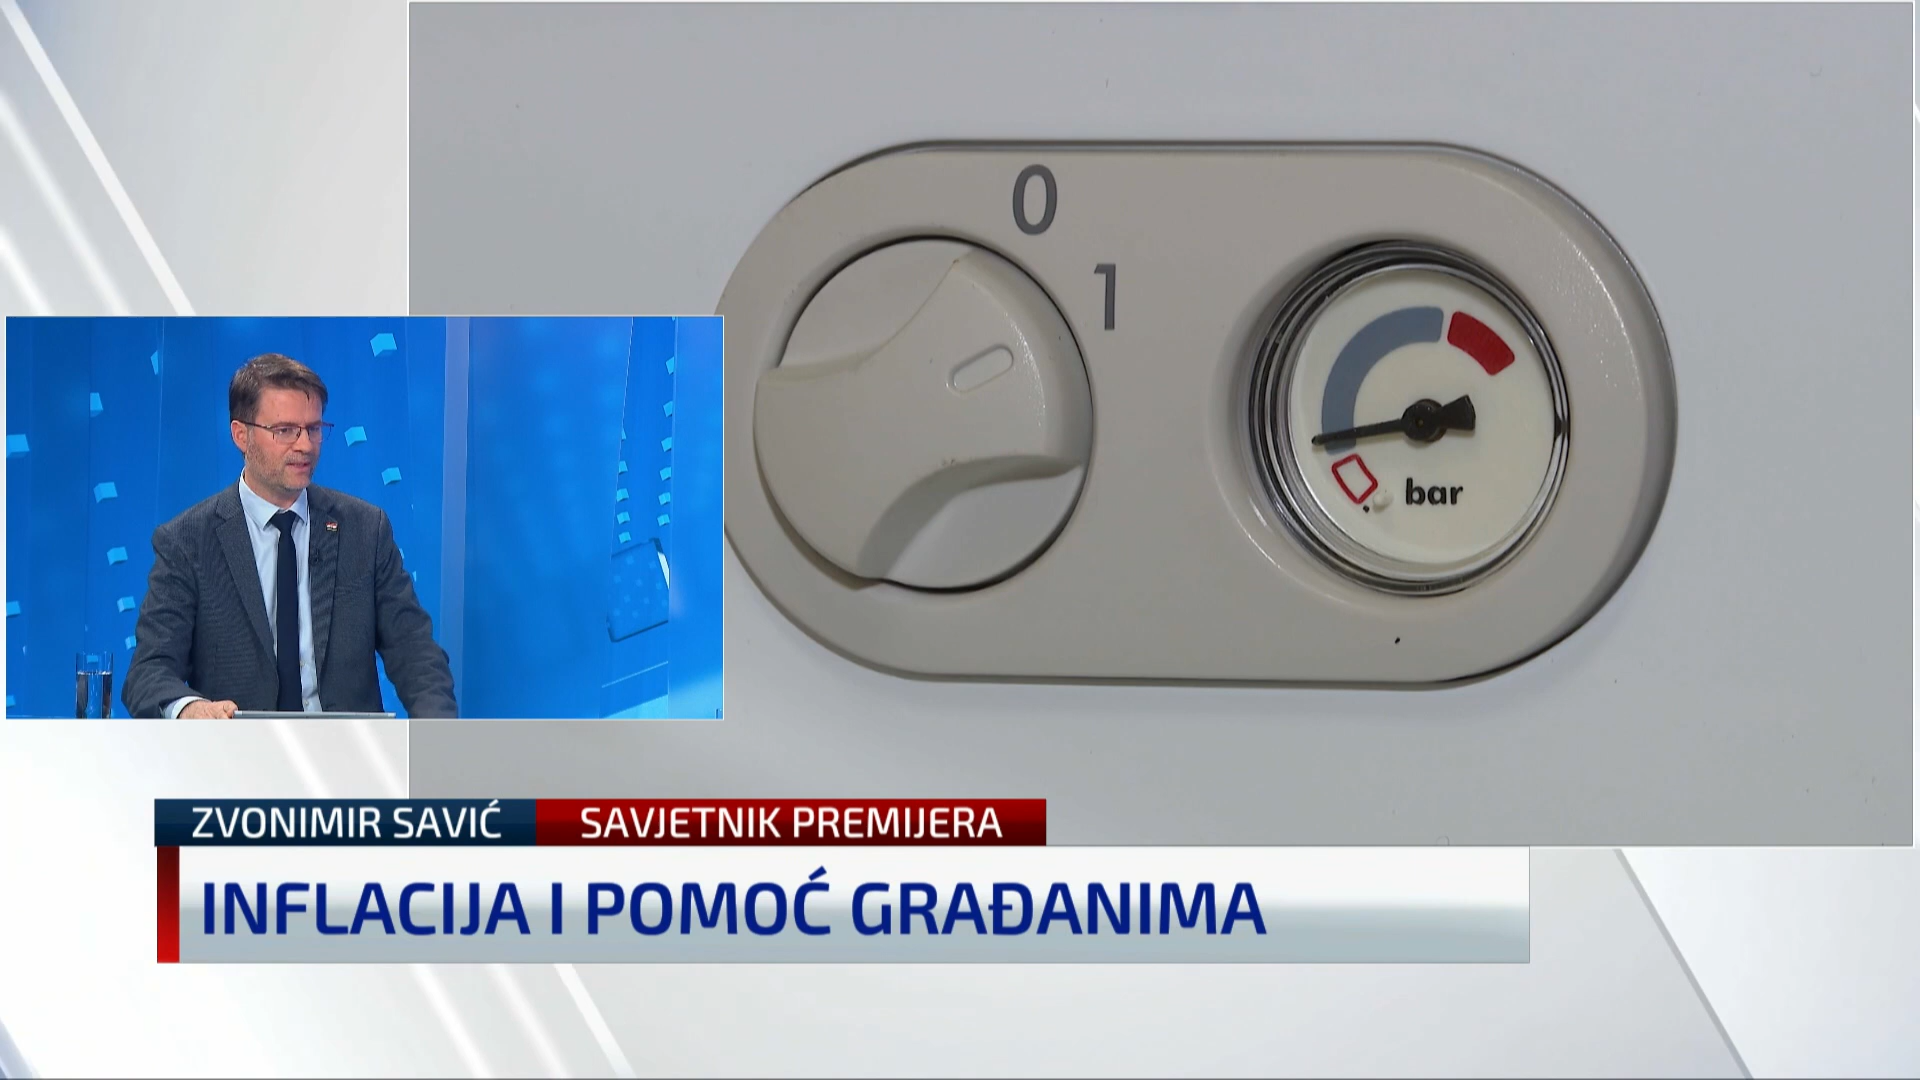 0
1
bar
ZVONIMIR SAVIĆ SAVJETNIK PREMIJERA
INFLACIJA I POMOĆ GRAĐANIMA